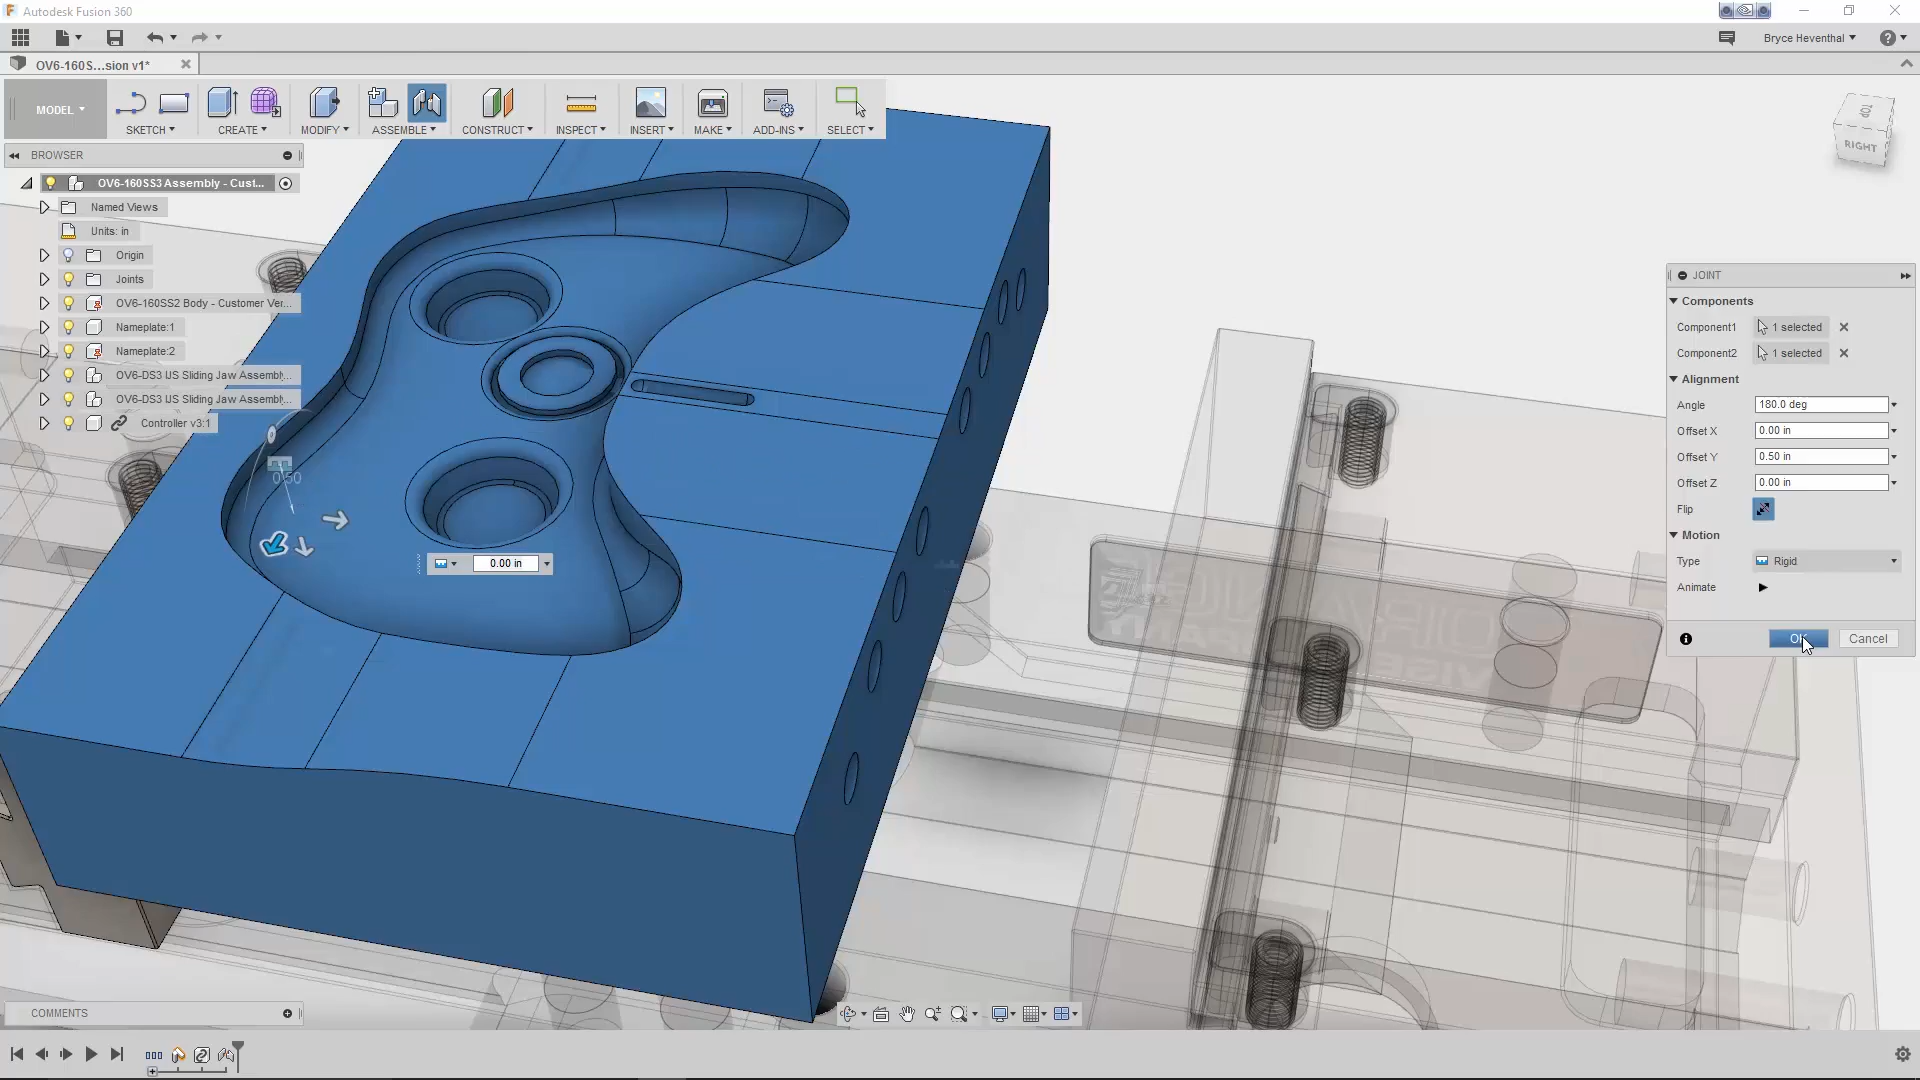 Autodesk Fusion 360
Bryce Heventhal
OV6-160S...sion v1*
MODEL
SKETCH
CREATE
MODIFY
ASSEMBLE
CONSTRUCT
INSPECT
INSERT
MAKE
ADD-INS
SELECT
TOP
RIGHT
BROWSER
OV6-160SS3 Assembly - Cust...
Named Views
Units: in
Origin
Joints
OV6-160SS2 Body - Customer Ver...
Nameplate:1
Nameplate:2
OV6-DS3 US Sliding Jaw Assembl...
OV6-DS3 US Sliding Jaw Assembl...
Controller v3:1
0.50
0.00 in
JOINT
Components
Component1 1 selected
Component2 1 selected
Alignment
Angle 180.0 deg
Offset X 0.00 in
Offset Y 0.50 in
Offset Z 0.00 in
Flip
Motion
Type Rigid
Animate
OK Cancel
COMMENTS